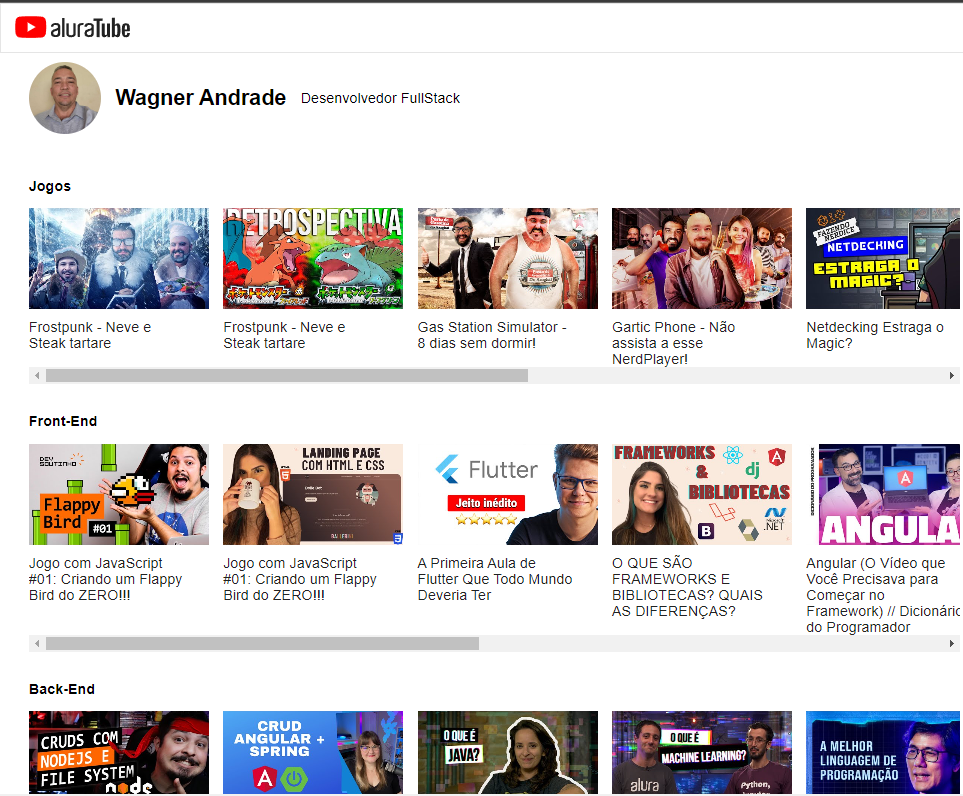 aluraTube
Wagner Andrade Desenvolvedor FullStack
Jogos
RETROSPECTIVA
FAZENDO
NERDICE
NETDECKING
ESTRAGA O
MAGIC?
Frostpunk - Neve e
Steak tartare
Frostpunk - Neve e
Steak tartare
Gas Station Simulator -
8 dias sem dormir!
Gartic Phone - Não
assista a esse
NerdPlayer!
Netdecking Estraga o
Magic?
Front-End
DEV
SOUTINHO
Flappy
Bird #01
LANDING PAGE
COM HTML E CSS
Flutter
Jeito inédito
FRAMEWORKS
&
BIBLIOTECAS
dj
B
.NET
A
ANGULA
Jogo com JavaScript
#01: Criando um Flappy
Bird do ZERO!!!
Jogo com JavaScript
#01: Criando um Flappy
Bird do ZERO!!!
A Primeira Aula de
Flutter Que Todo Mundo
Deveria Ter
O QUE SÃO
FRAMEWORKS E
BIBLIOTECAS? QUAIS
AS DIFERENÇAS?
Angular (O Vídeo que
Você Precisava para
Começar no
Framework) // Dicionáric
do Programador
Back-End
CRUDS COM
NODEJS E
FILE SYSTEM
node
CRUD
ANGULAR +
SPRING
A
O QUE É
JAVA?
O QUE É
MACHINE LEARNING?
alura
Python,
A MELHOR
LINGUAGEM DE
PROGRAMAÇÃO